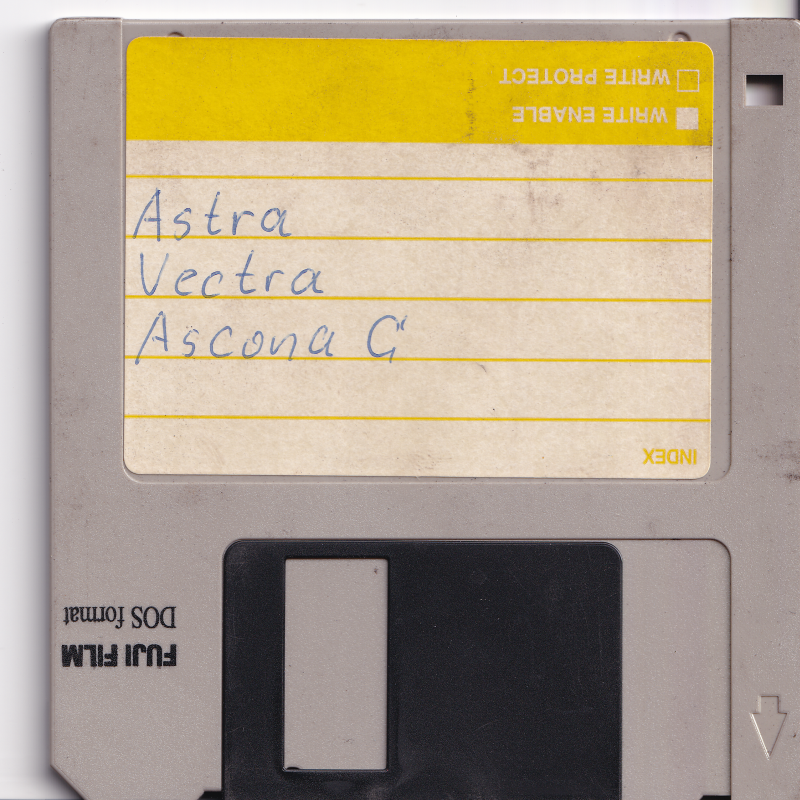 WRITE PROTECT
WRITE ENABLE
Astra
Vectra
Ascona C"
INDEX
DOS format
FUJI FILM